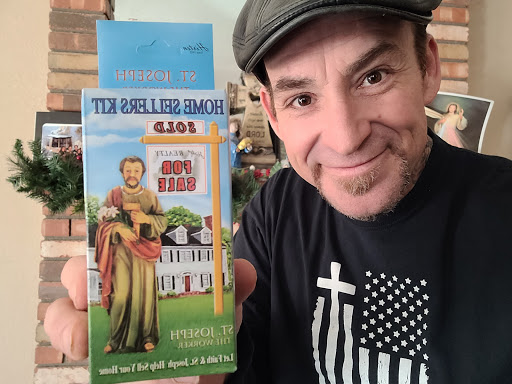 ST. JOSEPH
HOME SELLERS KIT
SOLD
REALTY
FOR
SALE
ST. JOSEPH
THE WORKER
Let Faith & St. Joseph Help Sell Your Home